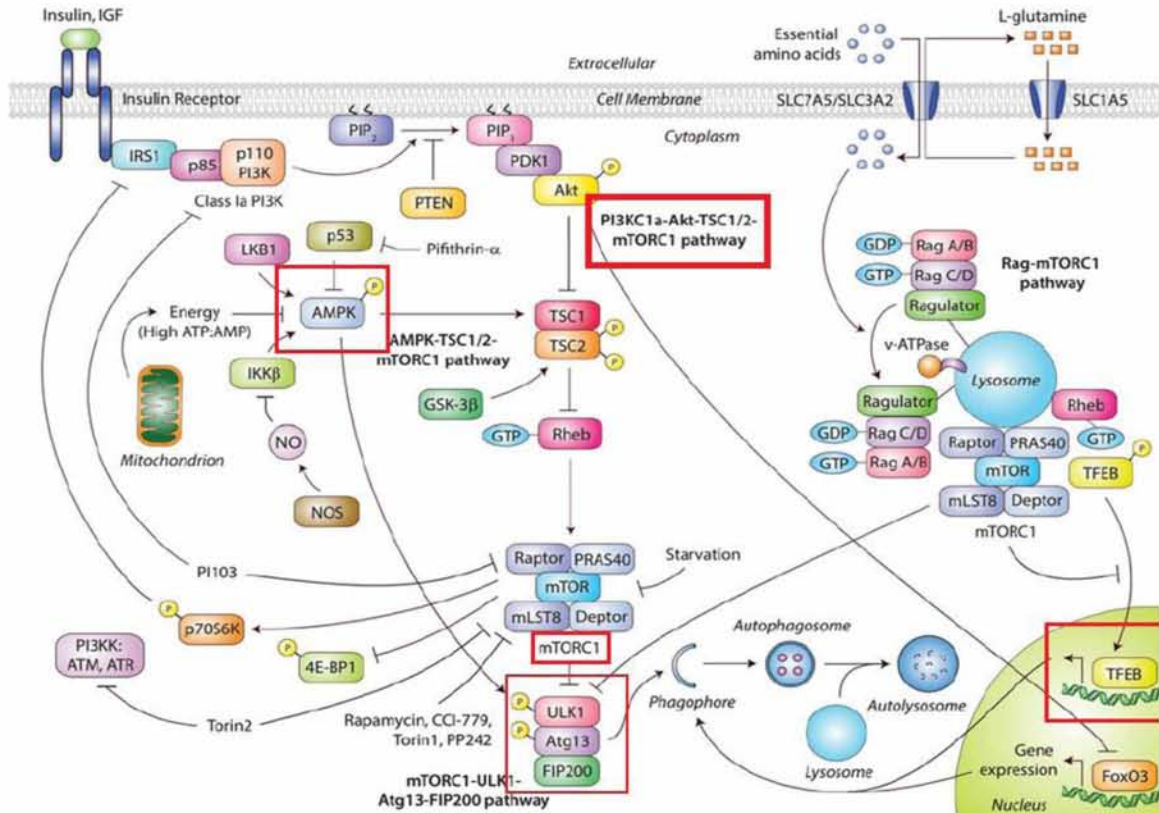 Insulin, IGF
Essential
amino acids
L-glutamine
Extracellular
Insulin Receptor
Cell Membrane
SLC7A5/SLC3A2
SLC1A5
Cytoplasm
PIP2
PIP3
IRS1
p85
p110
PI3K
PDK1
Akt
P
Class Ia PI3K
PTEN
PI3KC1a-Akt-TSC1/2-
mTORC1 pathway
LKB1
p53
Pifithrin-α
P
AMPK
Energy
(High ATP:AMP)
AMPK-TSC1/2-
mTORC1 pathway
TSC1
TSC2
P
P
IKKβ
GSK-3β
GTP
Rheb
NO
Mitochondrion
NOS
GDP
Rag A/B
GTP
Rag C/D
Ragulator
Rag-mTORC1
pathway
v-ATPase
Lysosome
Ragulator
Rheb
GTP
GDP
Rag C/D
GTP
Rag A/B
Raptor
PRAS40
mTOR
mLST8
Deptor
mTORC1
P
TFEB
PI103
Raptor
PRAS40
mTOR
mLST8
Deptor
mTORC1
Starvation
P
p70S6K
PI3KK:
ATM, ATR
P
4E-BP1
Torin2
Rapamycin, CCI-779,
Torin1, PP242
P
ULK1
P
Atg13
FIP200
mTORC1-ULK1-
Atg13-FIP200 pathway
Phagophore
Autophagosome
Autolysosome
Lysosome
TFEB
Gene
expression
FoxO3
Nucleus